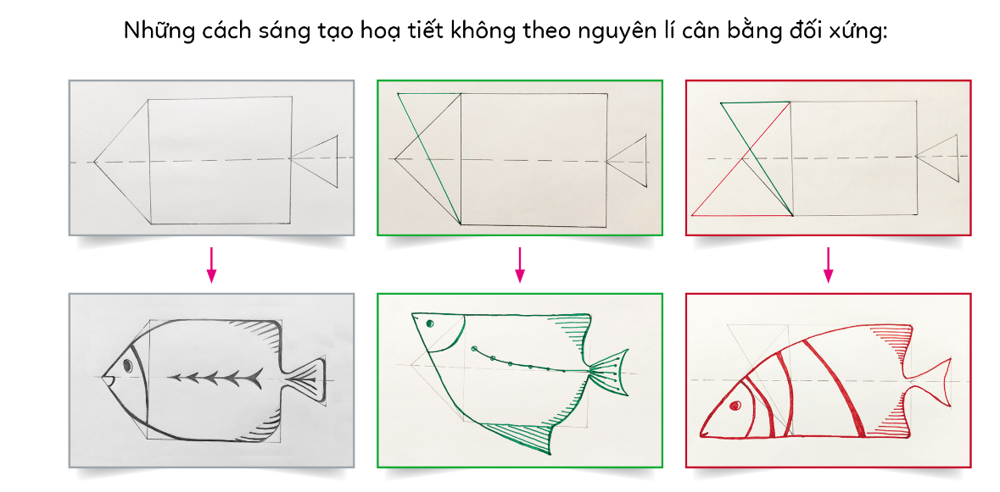 Những cách sáng tạo hoạ tiết không theo nguyên lí cân bằng đối xứng: